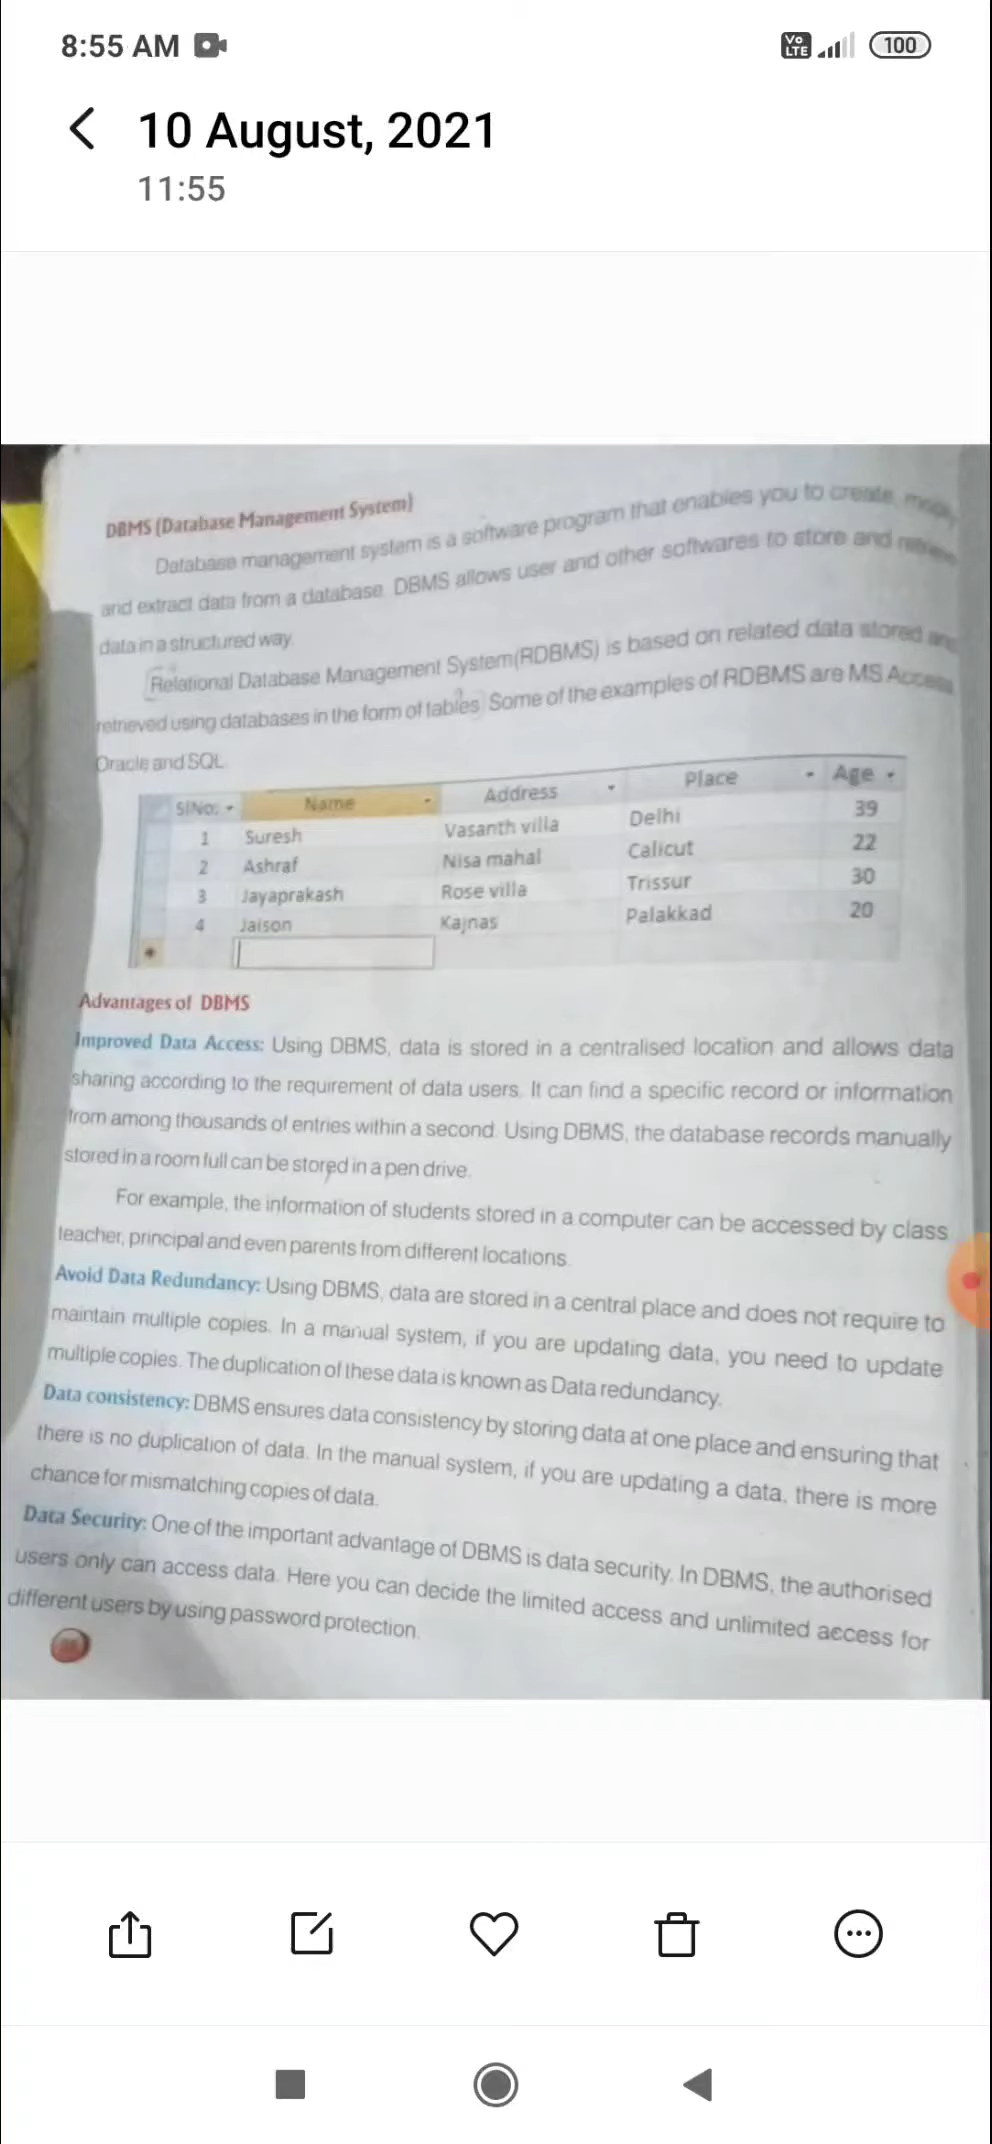 8:55 AM
Vo LTE
100
10 August, 2021
11:55
DBMS (Database Management System)
Database management system is a software program that enables you to create,
and extract data from a database. DBMS allows user and other softwares to store and retrieve
data in a structured way.
Relational Database Management System(RDBMS) is based on related data stored and
retrieved using databases in the form of tables. Some of the examples of RDBMS are MS Access,
Oracle and SQL.
SlNo. Name Address Place Age
1 Suresh Vasanth villa Delhi 39
2 Ashraf Nisa mahal Calicut 22
3 Jayaprakash Rose villa Trissur 30
4 Jaison Kajnas Palakkad 20
Advantages of DBMS
Improved Data Access: Using DBMS, data is stored in a centralised location and allows data
sharing according to the requirement of data users. It can find a specific record or information
from among thousands of entries within a second. Using DBMS, the database records manually
stored in a room full can be stored in a pen drive.
For example, the information of students stored in a computer can be accessed by class
teacher, principal and even parents from different locations.
Avoid Data Redundancy: Using DBMS, data are stored in a central place and does not require to
maintain multiple copies. In a manual system, if you are updating data, you need to update
multiple copies. The duplication of these data is known as Data redundancy.
Data consistency: DBMS ensures data consistency by storing data at one place and ensuring that
there is no duplication of data. In the manual system, if you are updating a data, there is more
chance for mismatching copies of data.
Data Security: One of the important advantage of DBMS is data security. In DBMS, the authorised
users only can access data. Here you can decide the limited access and unlimited access for
different users by using password protection.